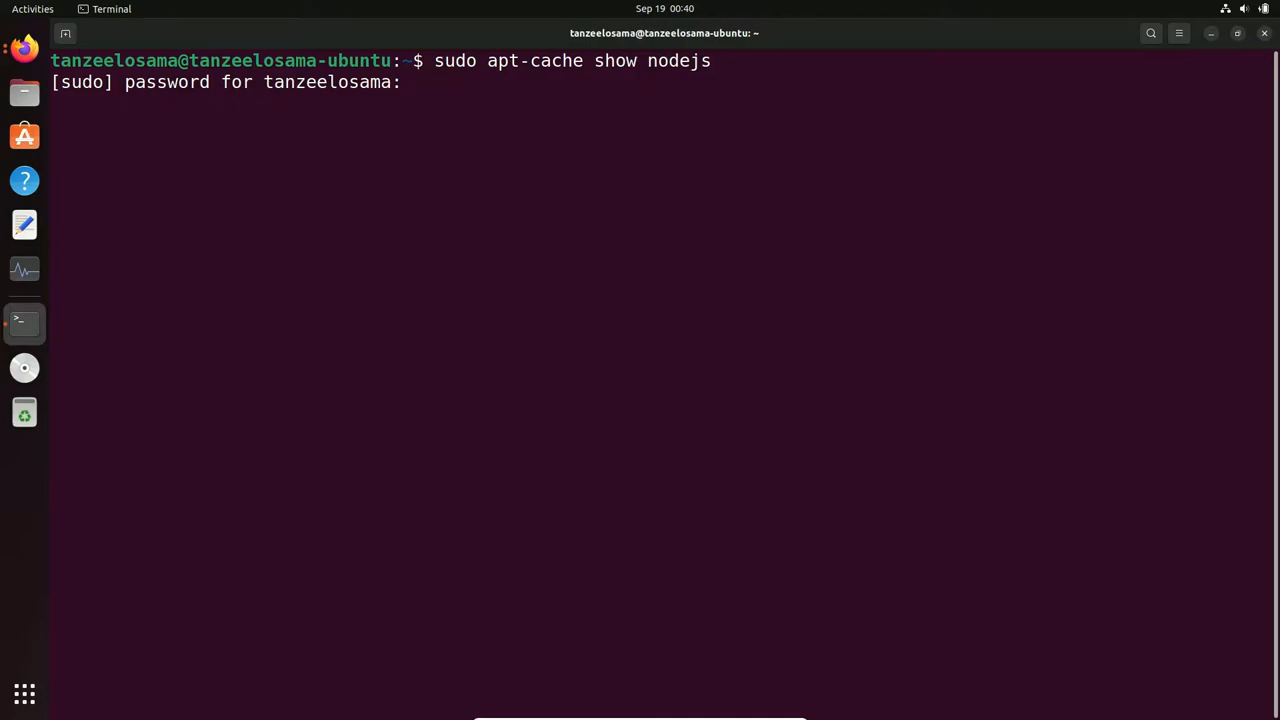 Activities
Terminal
Sep 19 00:40
tanzeelosama@tanzeelosama-ubuntu: ~
tanzeelosama@tanzeelosama-ubuntu:~$ sudo apt-cache show nodejs
[sudo] password for tanzeelosama: